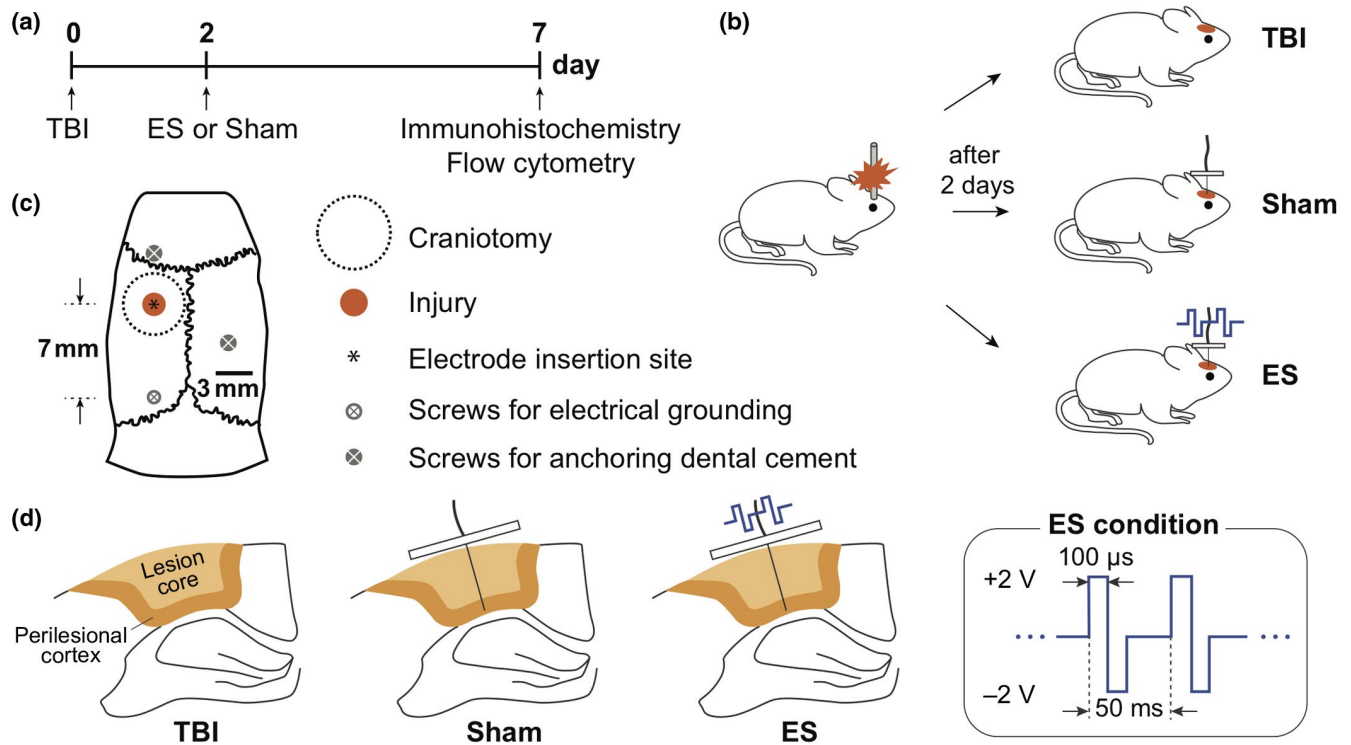 (a)
0 2 7
day
TBI ES or Sham Immunohistochemistry
Flow cytometry
(b)
after
2 days
TBI
Sham
ES
(c)
7 mm
*
3 mm
Craniotomy
Injury
* Electrode insertion site
Screws for electrical grounding
Screws for anchoring dental cement
(d)
Lesion
core
Perilesional
cortex
TBI
Sham
ES
ES condition
100 µs
+2 V
... ...
–2 V
50 ms